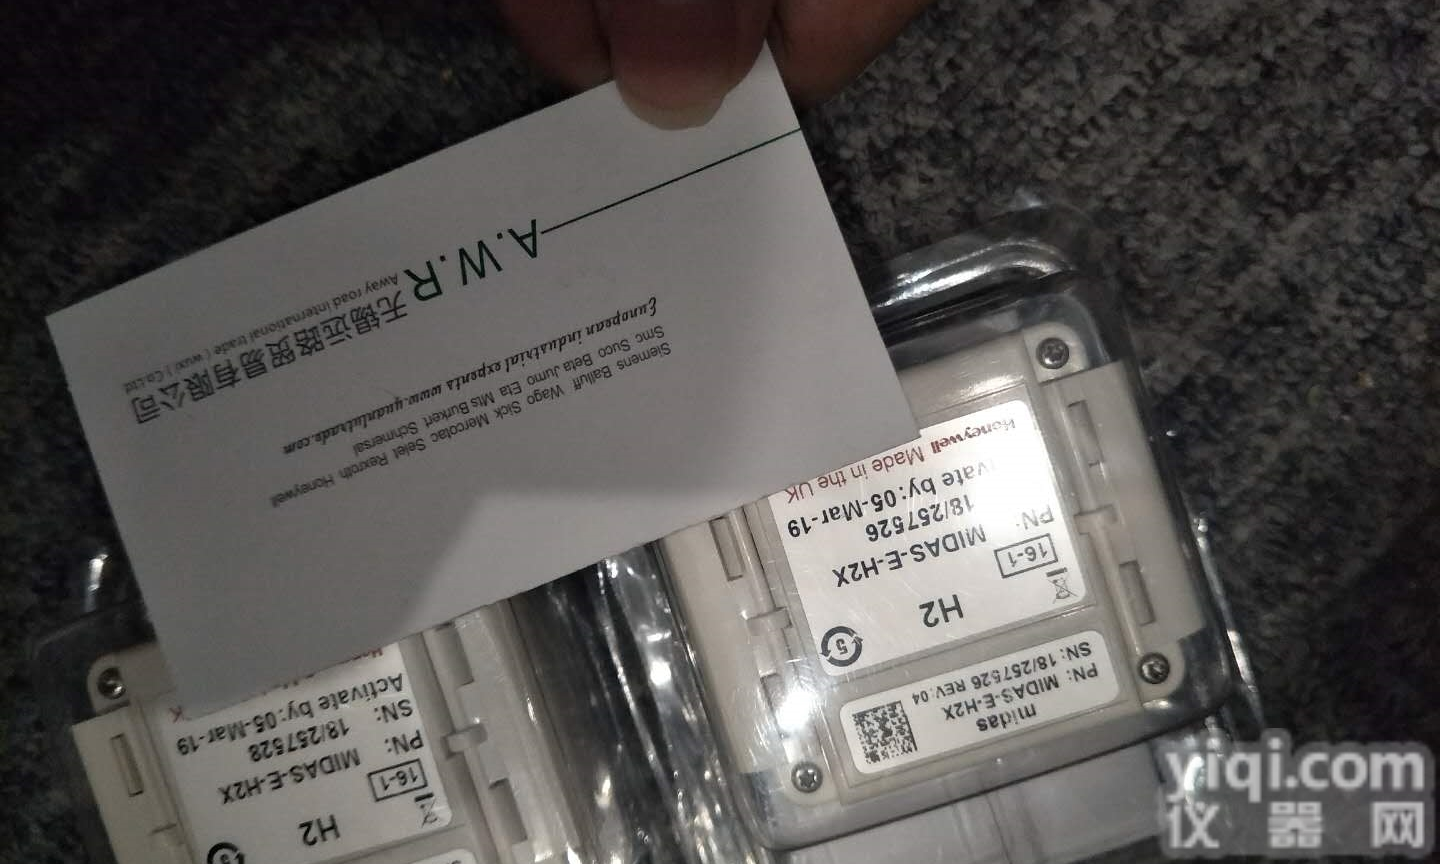 A.W.R
无锡远路贸易有限公司
Away road international trade ( wuxi ) Co.Ltd
European industrial experts www.yuanlutrade.com
Smc Suco Beta Jumo Eta Mts Burkert Schmersal
Siemens Balluff Wago Sick Mercotac Selet Rexroth Honeywell
midas
PN: MIDAS-E-H2X
SN: 18/257526 REV:04
H2
5
16-1
PN:
MIDAS-E-H2X
18/257526
vate by:05-Mar-19
Honeywell Made in the UK
H2
5
16-1
PN:
MIDAS-E-H2X
SN:
18/257528
Activate by:05-Mar-19
yiqi.com
仪器网